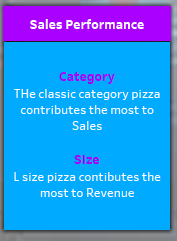 Sales Performance
Category
THe classic category pizza
contributes the most to
Sales
Size
L size pizza contibutes the
most to Revenue